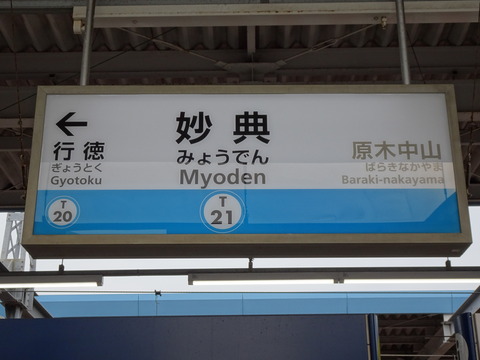 ←
行徳
ぎょうとく
Gyotoku
T
20
妙典
みょうでん
Myoden
T
21
原木中山
ばらきなかやま
Baraki-nakayama